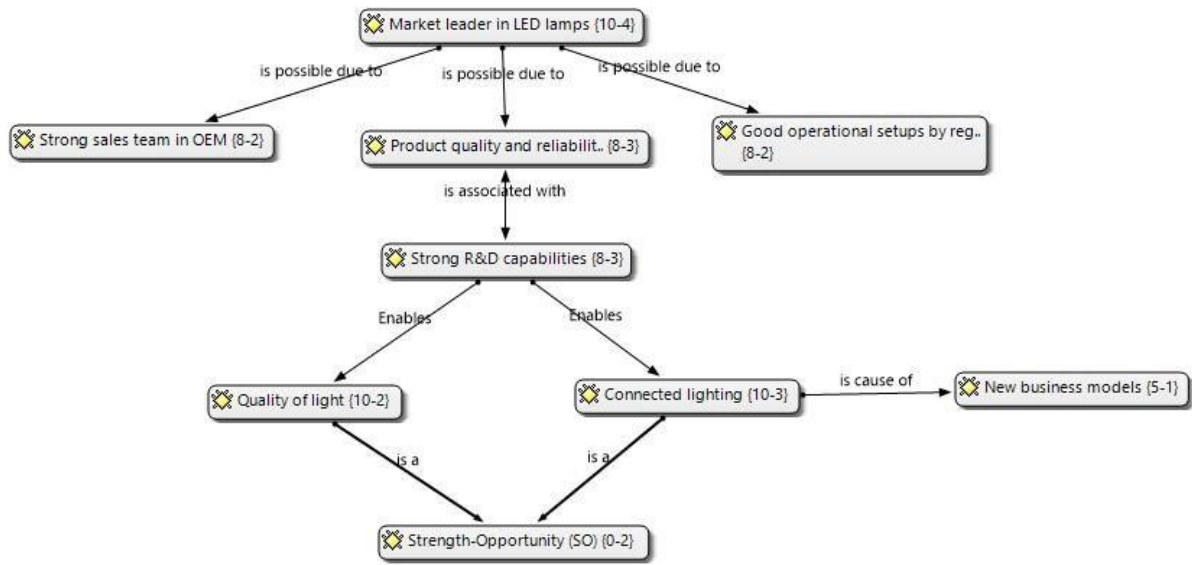 Market leader in LED lamps {10-4}
is possible due to
is possible due to
is possible due to
Strong sales team in OEM {8-2}
Product quality and reliabilit.. {8-3}
Good operational setups by reg..
{8-2}
is associated with
Strong R&D capabilities {8-3}
Enables
Enables
Quality of light {10-2}
Connected lighting {10-3}
is cause of
New business models {5-1}
is a
is a
Strength-Opportunity (SO) {0-2}